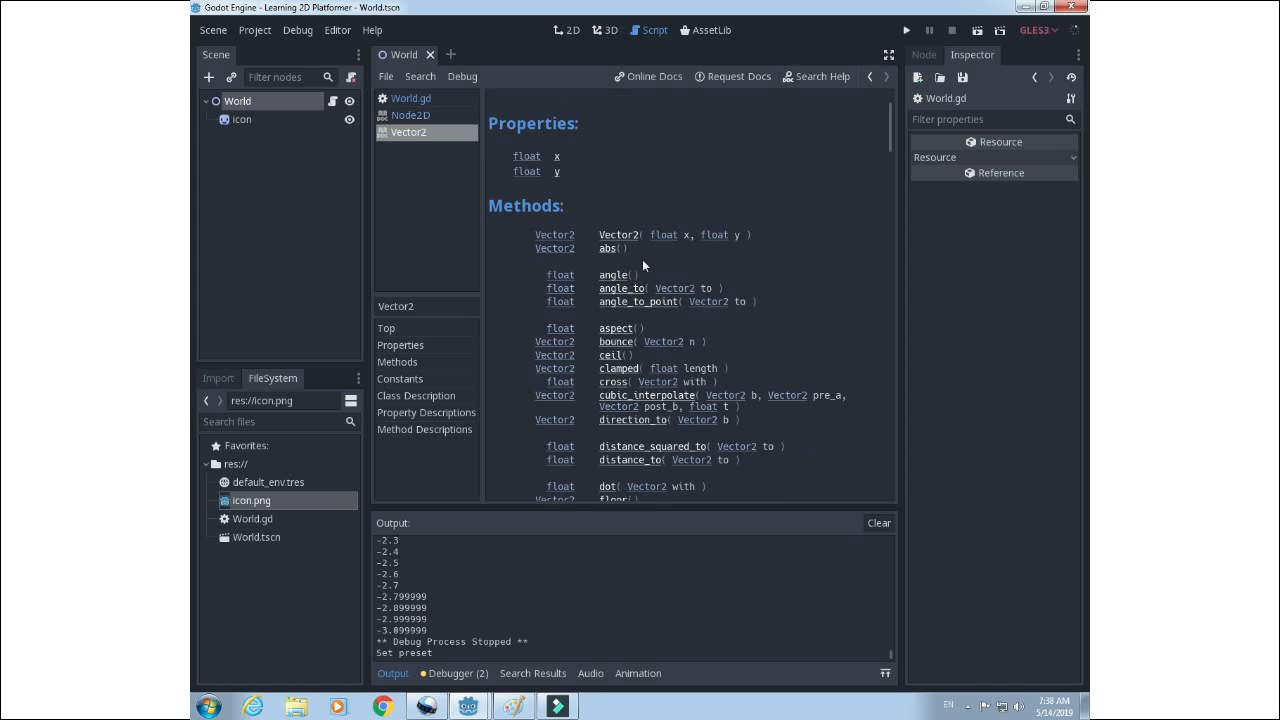 Godot Engine - Learning 2D Platformer - World.tscn
Scene Project Debug Editor Help
2D 3D Script AssetLib
GLES3
Scene
Filter nodes
World
icon
World
File Search Debug
Online Docs Request Docs Search Help
World.gd
Node2D
Vector2
Vector2
Top
Properties
Methods
Constants
Class Description
Property Descriptions
Method Descriptions
Properties:
float x
float y
Methods:
Vector2 Vector2( float x, float y )
Vector2 abs()
float angle()
float angle_to( Vector2 to )
float angle_to_point( Vector2 to )
float aspect()
Vector2 bounce( Vector2 n )
Vector2 ceil()
Vector2 clamped( float length )
float cross( Vector2 with )
Vector2 cubic_interpolate( Vector2 b, Vector2 pre_a,
Vector2 post_b, float t )
Vector2 direction_to( Vector2 b )
float distance_squared_to( Vector2 to )
float distance_to( Vector2 to )
float dot( Vector2 with )
Vector2 floor()
Node Inspector
World.gd
Filter properties
Resource
Resource
Reference
Import FileSystem
res://icon.png
Search files
Favorites:
res://
default_env.tres
icon.png
World.gd
World.tscn
Output:
Clear
-2.3
-2.4
-2.5
-2.6
-2.7
-2.799999
-2.899999
-2.999999
-3.099999
** Debug Process Stopped **
Set preset
Output Debugger (2) Search Results Audio Animation
EN
7:38 AM
5/14/2019